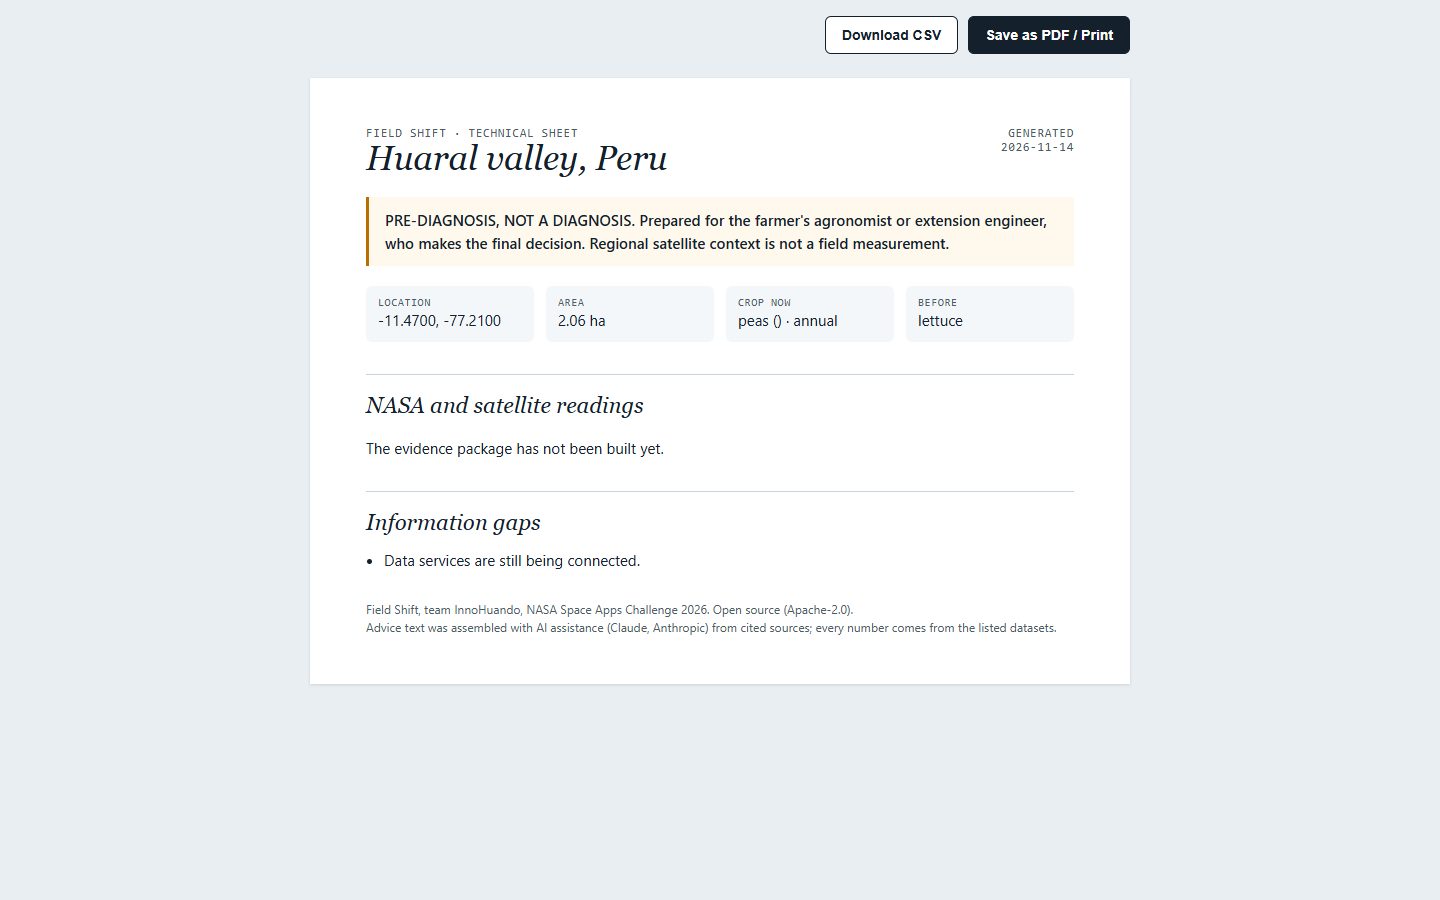 Download CSV
Save as PDF / Print
FIELD SHIFT · TECHNICAL SHEET
Huaral valley, Peru
GENERATED
2026-11-14
PRE-DIAGNOSIS, NOT A DIAGNOSIS. Prepared for the farmer's agronomist or extension engineer,
who makes the final decision. Regional satellite context is not a field measurement.
LOCATION
-11.4700, -77.2100
AREA
2.06 ha
CROP NOW
peas () · annual
BEFORE
lettuce
NASA and satellite readings
The evidence package has not been built yet.
Information gaps
• Data services are still being connected.
Field Shift, team InnoHuando, NASA Space Apps Challenge 2026. Open source (Apache-2.0).
Advice text was assembled with AI assistance (Claude, Anthropic) from cited sources; every number comes from the listed datasets.